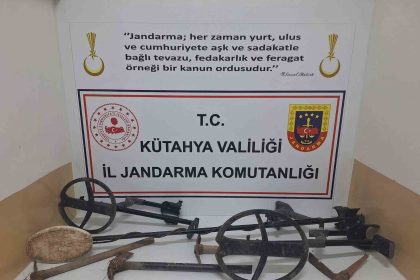 “Jandarma; her zaman yurt, ulus
ve cumhuriyete aşk ve sadakatle
bağlı tevazu, fedakarlık ve feragat
örneği bir kanun ordusudur.”
T.C.
KÜTAHYA VALİLİĞİ
İL JANDARMA KOMUTANLIĞI
JANDARMA